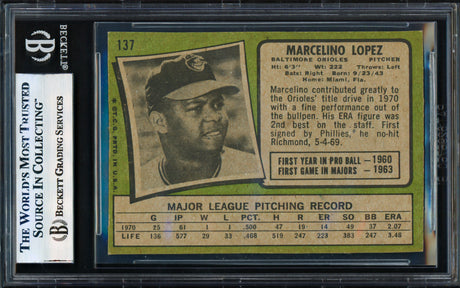 BECKETT
THE WORLD'S MOST TRUSTED
SOURCE IN COLLECTING™
BECKETT GRADING SERVICES
137
MARCELINO LOPEZ
BALTIMORE ORIOLES PITCHER
Ht: 6'3" Wt: 222 Throws: Left
Bats: Right Born: 9/23/43
Home: Miami, Fla.
Marcelino contributed greatly to
the Orioles' title drive in 1970
with a fine performance out of
the bullpen. His ERA figure was
2nd best on the staff. First
signed by Phillies, he no-hit
Richmond, 5-4-69.
FIRST YEAR IN PRO BALL—1960
FIRST GAME IN MAJORS—1963
© T.C.G. PRTD. IN U.S.A.
MAJOR LEAGUE PITCHING RECORD
G IP W L PCT. H R ER SO BB ERA
1970 25 61 1 1 .500 47 19 14 49 37 2.07
LIFE 136 577 29 33 .468 519 247 223 383 247 3.48